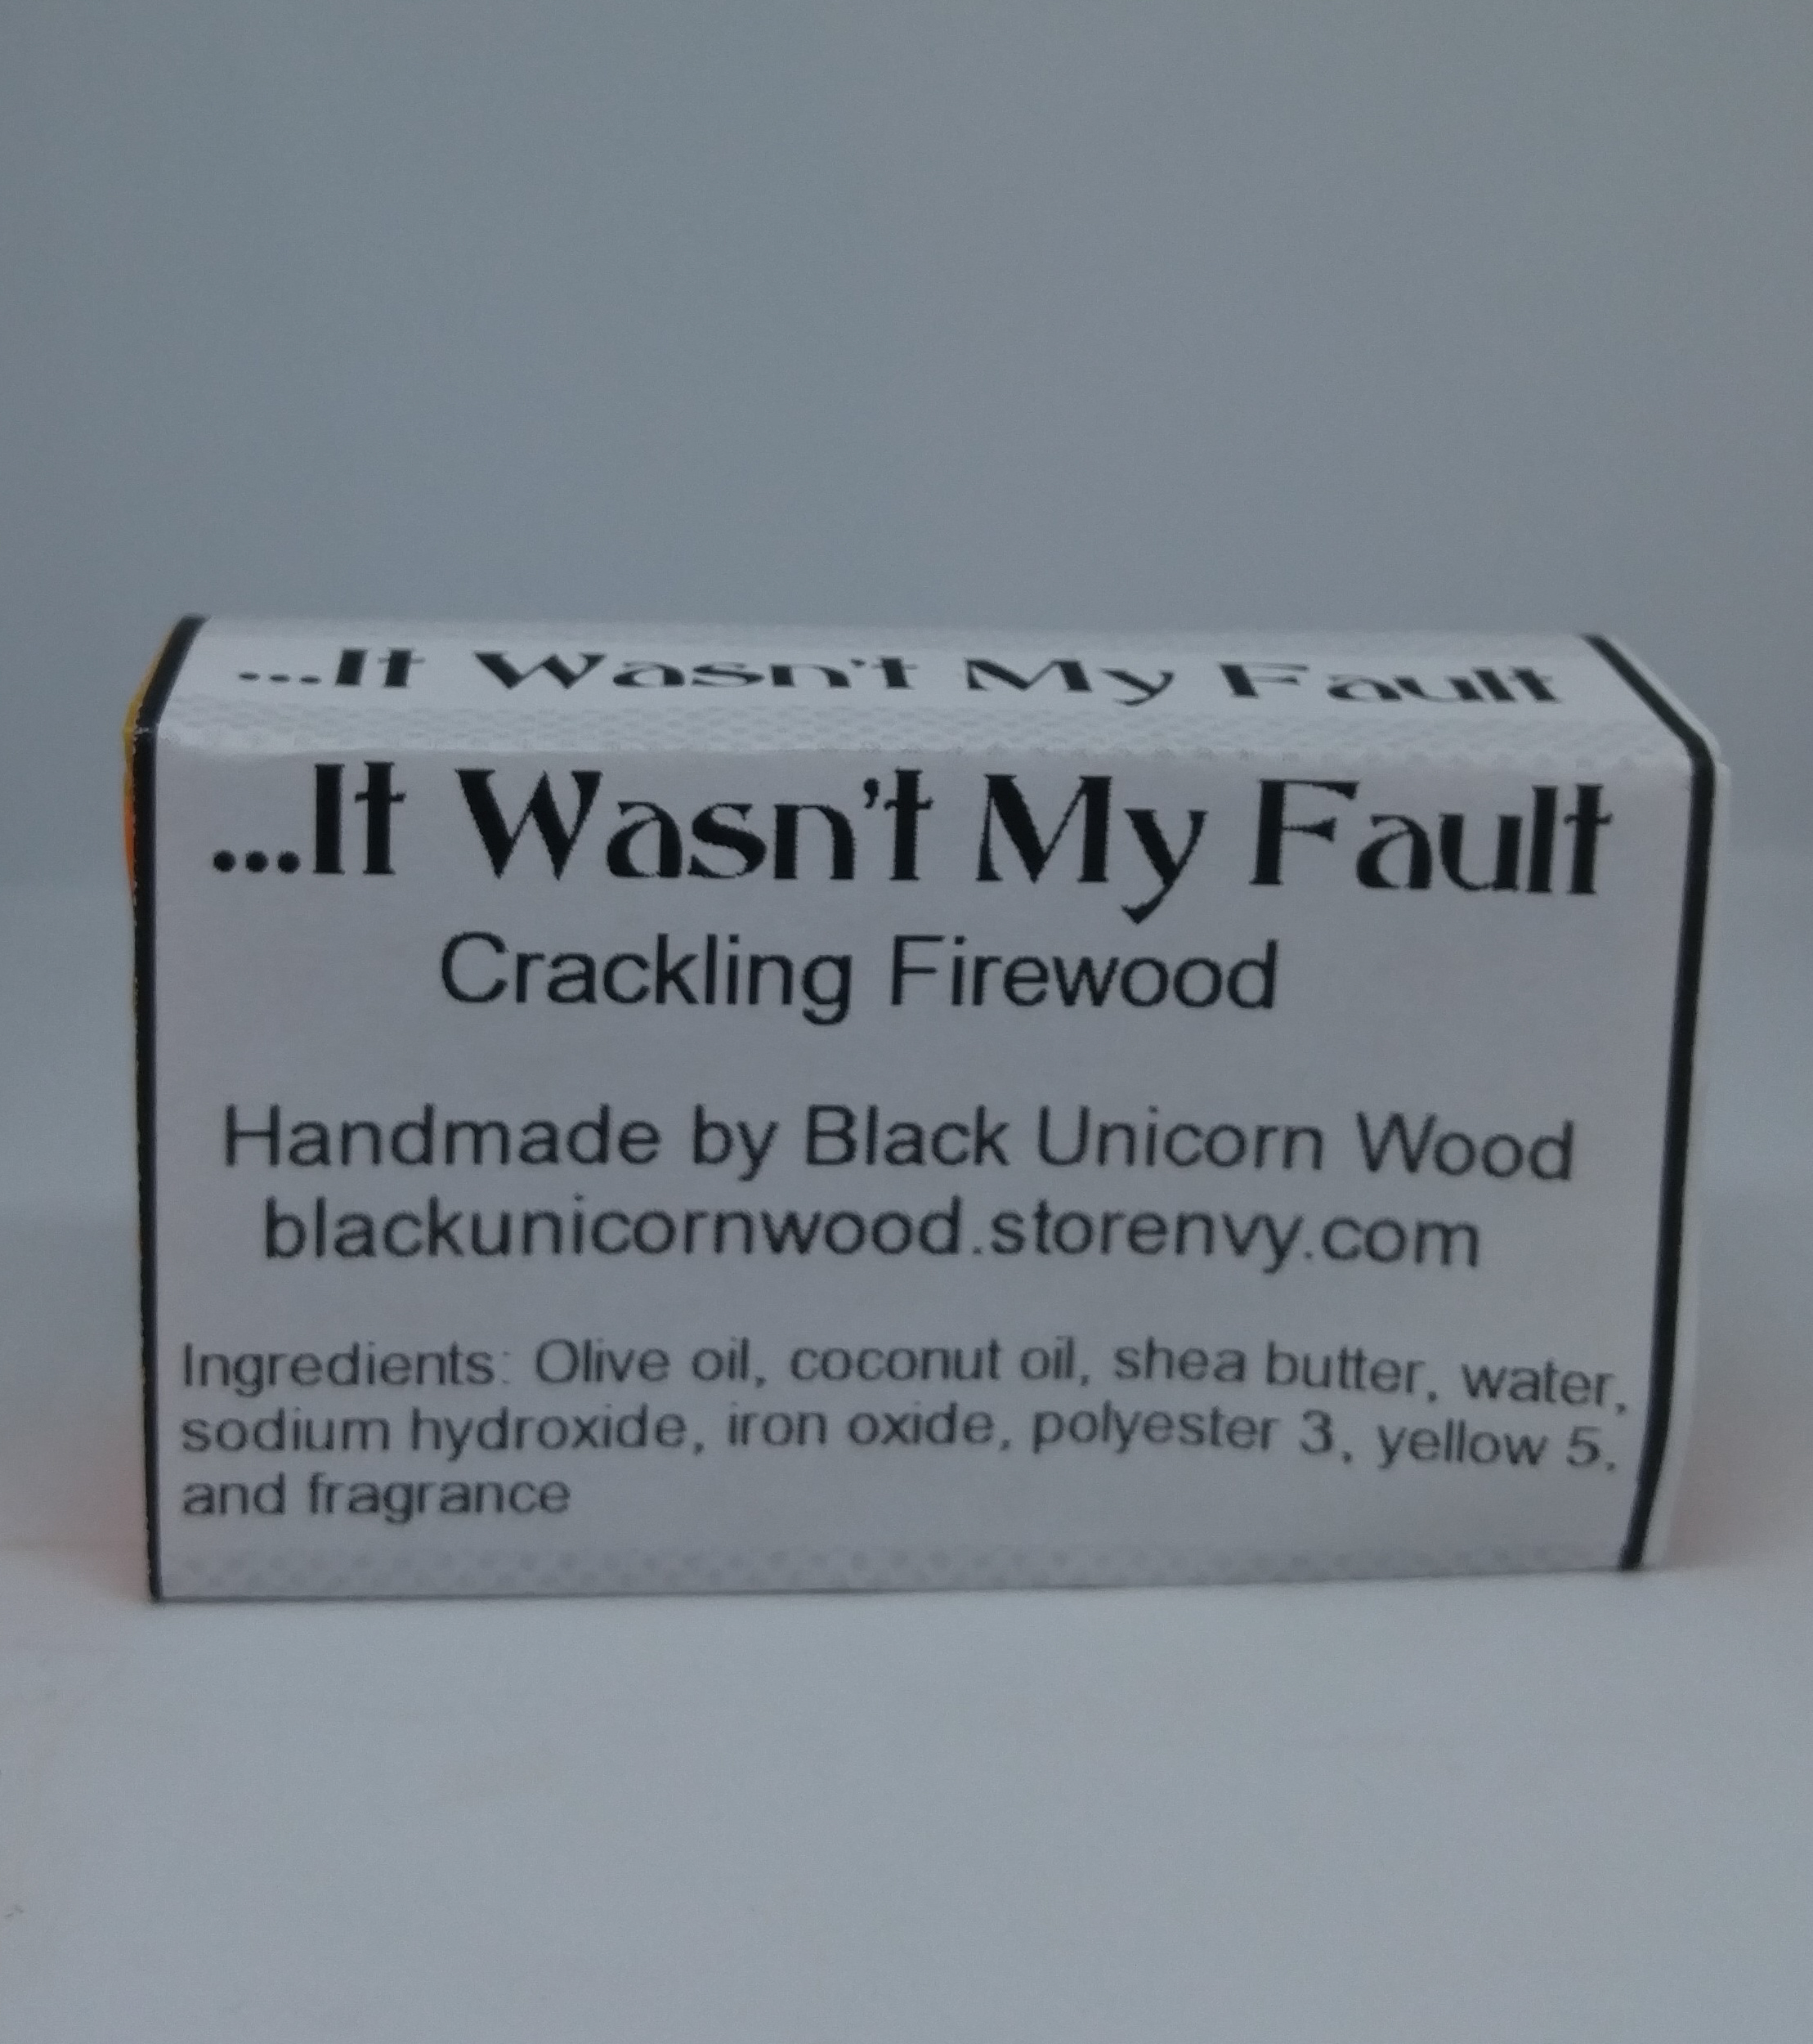 ...It Wasn't My Fault
...It Wasn't My Fault
Crackling Firewood
Handmade by Black Unicorn Wood
blackunicornwood.storenvy.com
Ingredients: Olive oil, coconut oil, shea butter, water,
sodium hydroxide, iron oxide, polyester 3, yellow 5,
and fragrance